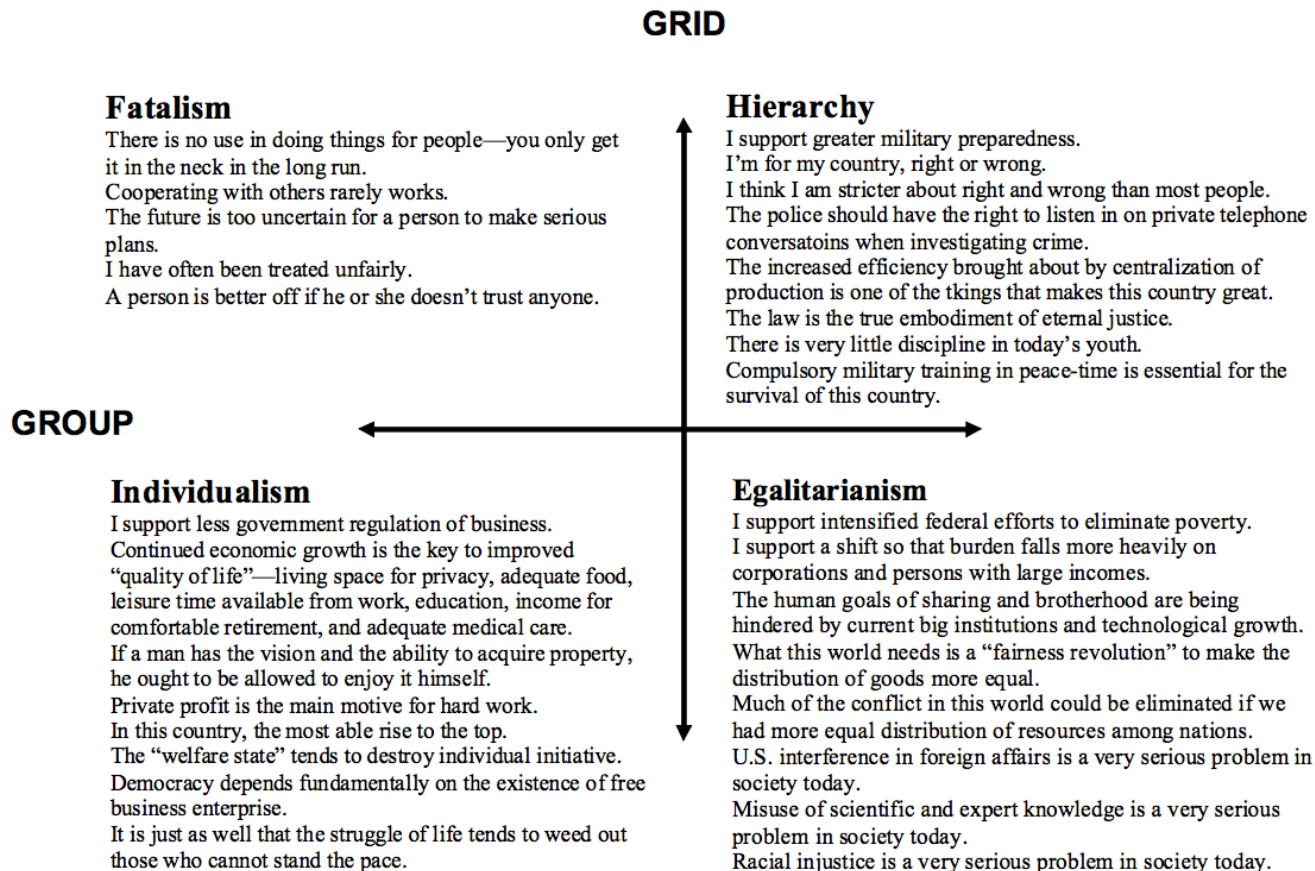 GRID
Fatalism
There is no use in doing things for people—you only get
it in the neck in the long run.
Cooperating with others rarely works.
The future is too uncertain for a person to make serious
plans.
I have often been treated unfairly.
A person is better off if he or she doesn't trust anyone.
Hierarchy
I support greater military preparedness.
I'm for my country, right or wrong.
I think I am stricter about right and wrong than most people.
The police should have the right to listen in on private telephone
conversatoins when investigating crime.
The increased efficiency brought about by centralization of
production is one of the tkings that makes this country great.
The law is the true embodiment of eternal justice.
There is very little discipline in today's youth.
Compulsory military training in peace-time is essential for the
survival of this country.
GROUP
Individualism
I support less government regulation of business.
Continued economic growth is the key to improved
“quality of life”—living space for privacy, adequate food,
leisure time available from work, education, income for
comfortable retirement, and adequate medical care.
If a man has the vision and the ability to acquire property,
he ought to be allowed to enjoy it himself.
Private profit is the main motive for hard work.
In this country, the most able rise to the top.
The “welfare state” tends to destroy individual initiative.
Democracy depends fundamentally on the existence of free
business enterprise.
It is just as well that the struggle of life tends to weed out
those who cannot stand the pace.
Egalitarianism
I support intensified federal efforts to eliminate poverty.
I support a shift so that burden falls more heavily on
corporations and persons with large incomes.
The human goals of sharing and brotherhood are being
hindered by current big institutions and technological growth.
What this world needs is a “fairness revolution” to make the
distribution of goods more equal.
Much of the conflict in this world could be eliminated if we
had more equal distribution of resources among nations.
U.S. interference in foreign affairs is a very serious problem in
society today.
Misuse of scientific and expert knowledge is a very serious
problem in society today.
Racial injustice is a very serious problem in society today.